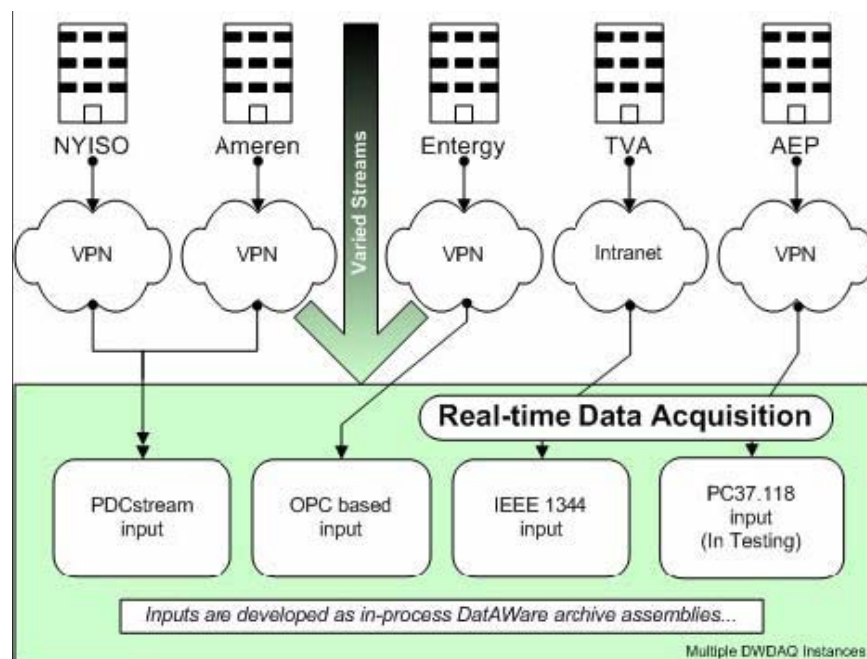 NYISO
Ameren
Entergy
TVA
AEP
Varied Streams
VPN
VPN
VPN
Intranet
VPN
Real-time Data Acquisition
PDCstream
input
OPC based
input
IEEE 1344
input
PC37.118
input
(In Testing)
Inputs are developed as in-process DatAWare archive assemblies...
Multiple DWDAQ Instances